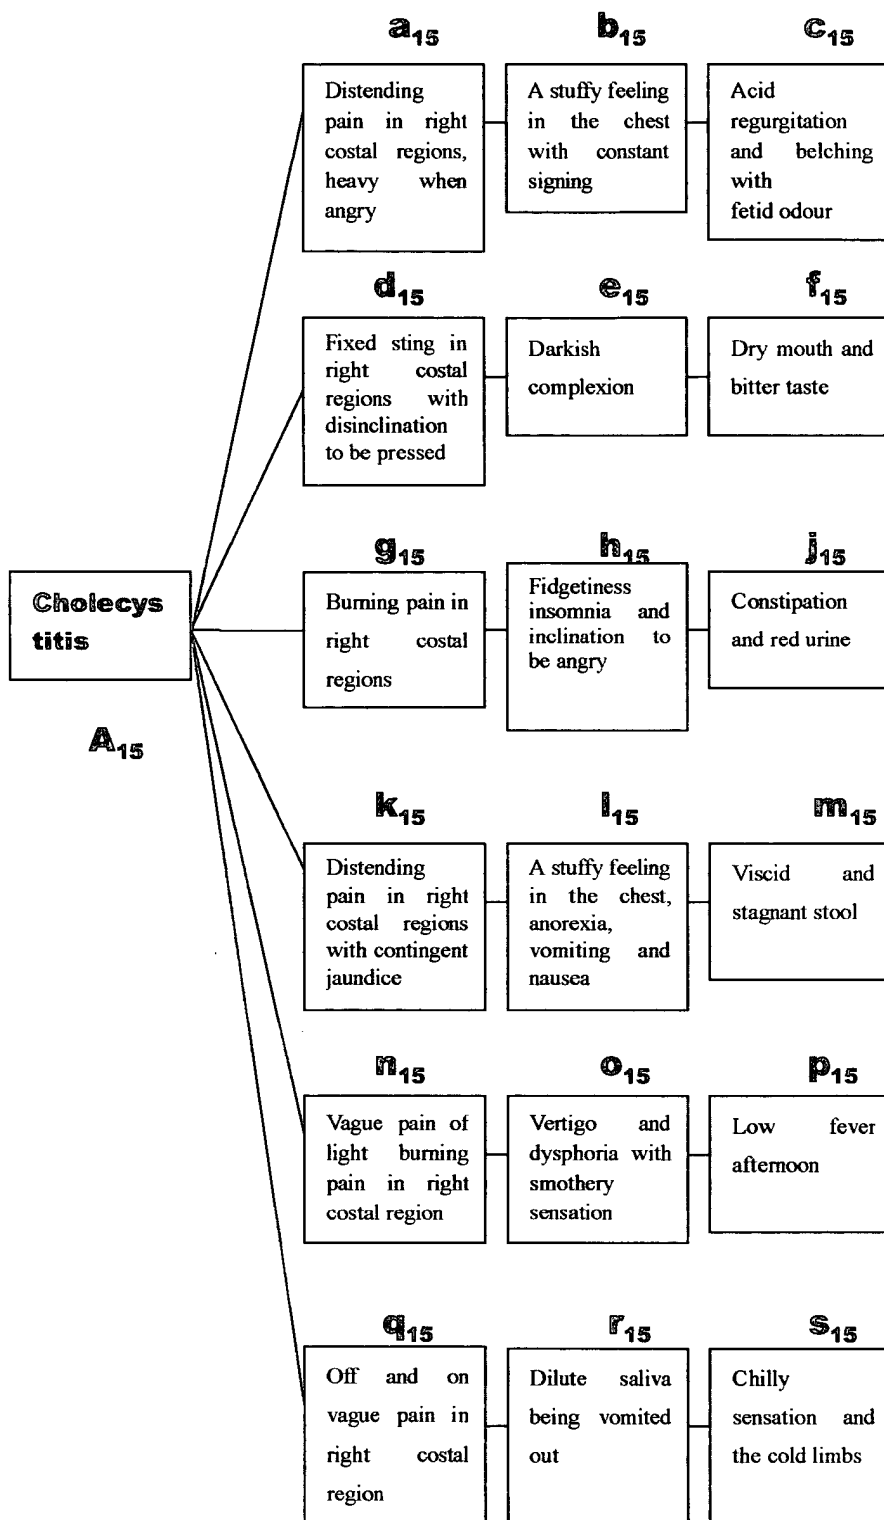 a15 b15 c15
Distending
pain in right
costal regions,
heavy when
angry
A stuffy feeling
in the chest
with constant
signing
Acid
regurgitation
and belching
with
fetid odour
d15 e15 f15
Fixed sting in
right costal
regions with
disinclination
to be pressed
Darkish
complexion
Dry mouth and
bitter taste
g15 h15 j15
Burning pain in
right costal
regions
Fidgetiness
insomnia and
inclination to
be angry
Constipation
and red urine
Cholecys
titis
A15
k15 l15 m15
Distending
pain in right
costal regions
with contingent
jaundice
A stuffy feeling
in the chest,
anorexia,
vomiting and
nausea
Viscid and
stagnant stool
n15 o15 p15
Vague pain of
light burning
pain in right
costal region
Vertigo and
dysphoria with
smothery
sensation
Low fever
afternoon
q15 r15 s15
Off and on
vague pain in
right costal
region
Dilute saliva
being vomited
out
Chilly
sensation and
the cold limbs